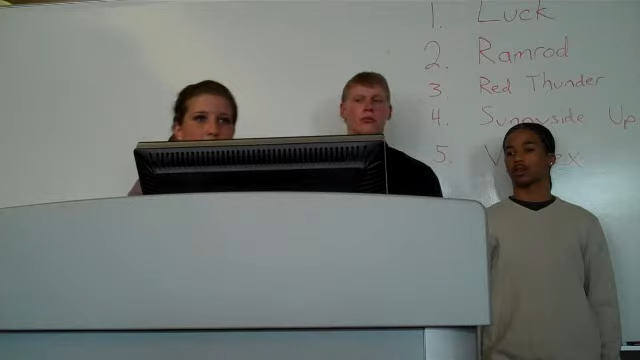 1. Luck
2. Ramrod
3 Red Thunder
4. Sunnyside Up
5.